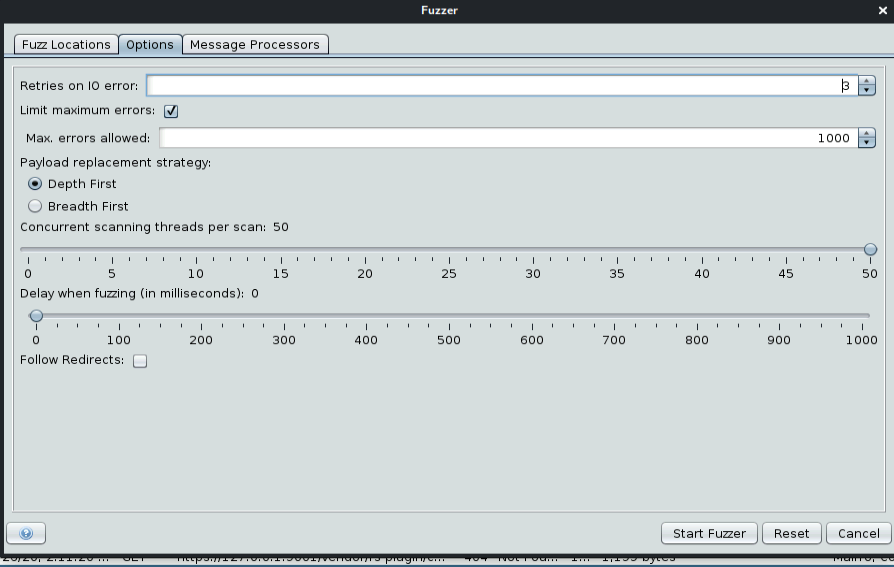 Fuzzer
Fuzz Locations Options Message Processors
Retries on IO error: 3
Limit maximum errors:
Max. errors allowed: 1000
Payload replacement strategy:
Depth First
Breadth First
Concurrent scanning threads per scan: 50
0 5 10 15 20 25 30 35 40 45 50
Delay when fuzzing (in milliseconds): 0
0 100 200 300 400 500 600 700 800 900 1000
Follow Redirects:
Start Fuzzer Reset Cancel